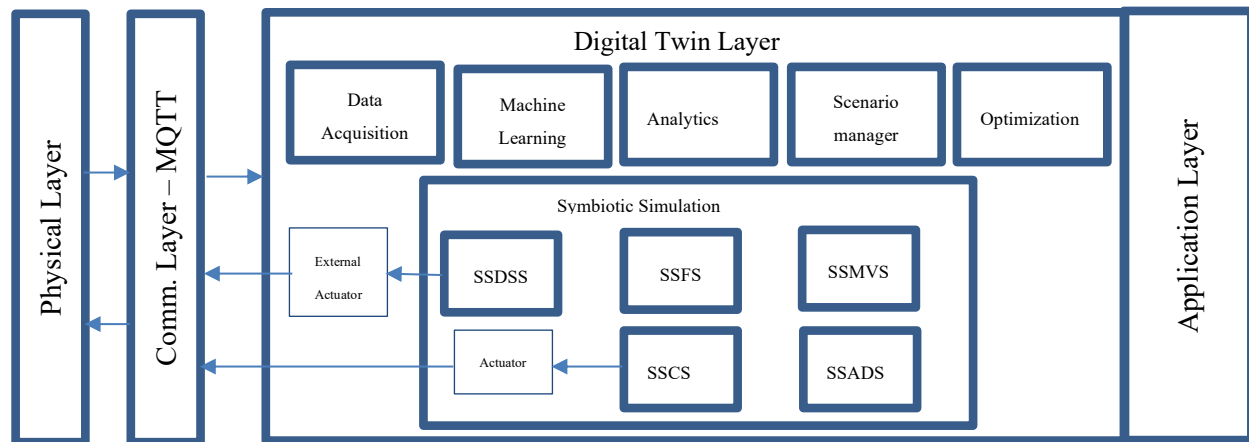 Physical Layer
Comm. Layer – MQTT
Digital Twin Layer
Data
Acquisition
Machine
Learning
Analytics
Scenario
manager
Optimization
Symbiotic Simulation
External
Actuator
SSDSS
SSFS
SSMVS
Actuator
SSCS
SSADS
Application Layer